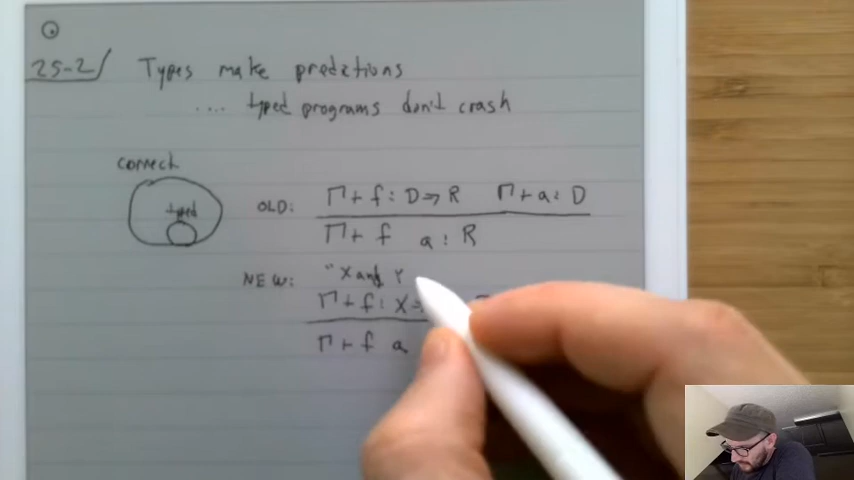 25-2/ Types make predictions
.... typed programs don't crash
correct
typed
OLD: Γ ⊢ f : D → R Γ ⊢ a : D
Γ ⊢ f a : R
NEW: "X and Y
Γ ⊢ f : X →
Γ ⊢ f a